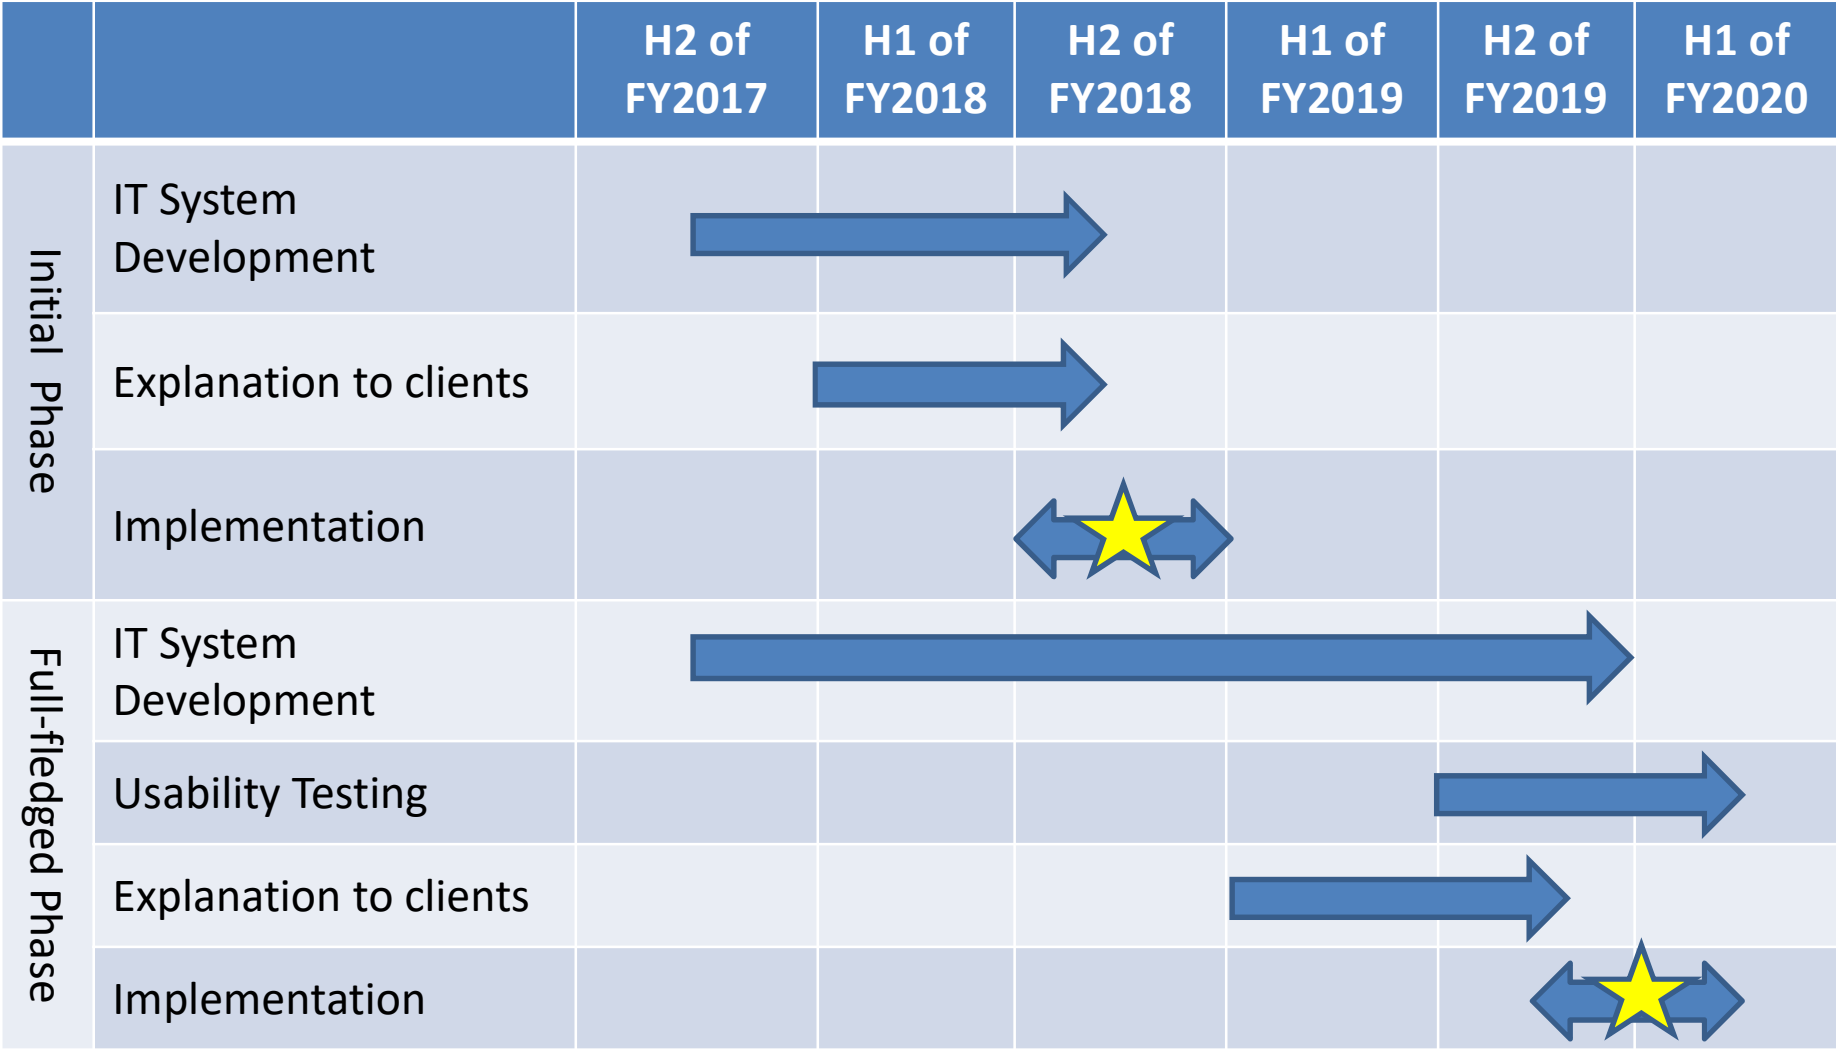 H2 of
FY2017
H1 of
FY2018
H2 of
FY2018
H1 of
FY2019
H2 of
FY2019
H1 of
FY2020
Initial Phase
IT System
Development
Explanation to clients
Implementation
Full-fledged Phase
IT System
Development
Usability Testing
Explanation to clients
Implementation